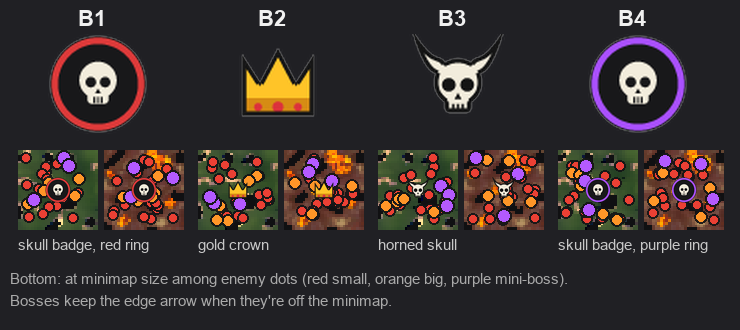 B1 B2 B3 B4
skull badge, red ring gold crown horned skull skull badge, purple ring
Bottom: at minimap size among enemy dots (red small, orange big, purple mini-boss).
Bosses keep the edge arrow when they're off the minimap.